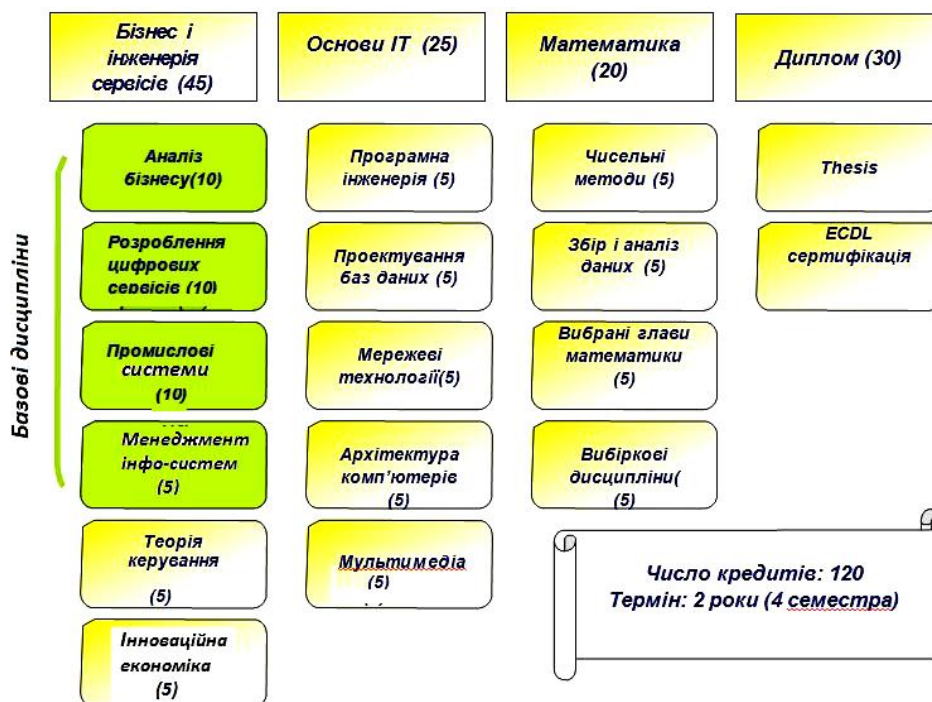 Бізнес і
інженерія
сервісів (45)
Основи ІТ (25)
Математика
(20)
Диплом (30)
Базові дисципліни
Аналіз
бізнесу(10)
Розроблення
цифрових
сервісів (10)
Промислові
системи
(10)
Менеджмент
інфо-систем
(5)
Теорія
керування
(5)
Інноваційна
економіка
(5)
Програмна
інженерія (5)
Проектування
баз даних (5)
Мережеві
технології(5)
Архітектура
комп’ютерів
(5)
Мультимедіа
(5)
Чисельні
методи (5)
Збір і аналіз
даних (5)
Вибрані глави
математики
(5)
Вибіркові
дисципліни(
(5)
Thesis
ECDL
сертифікація
Число кредитів: 120
Термін: 2 роки (4 семестра)